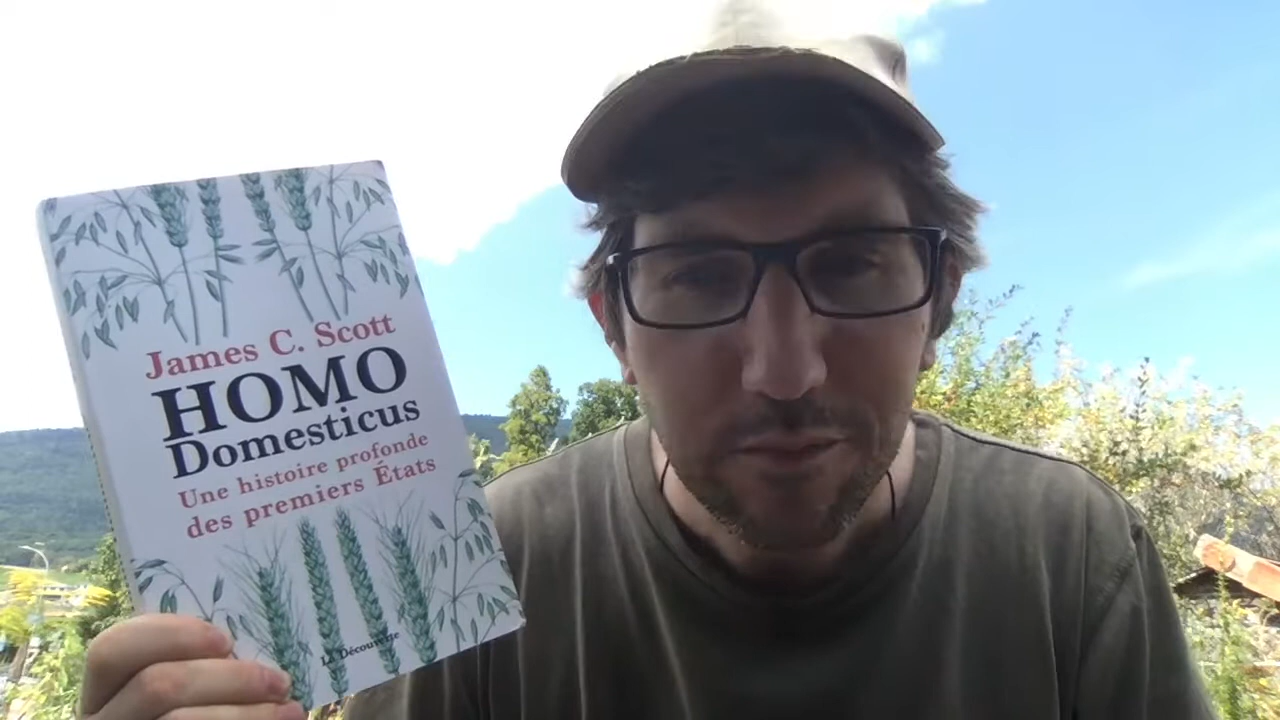 James C. Scott
HOMO
Domesticus
Une histoire profonde
des premiers États
La Découverte